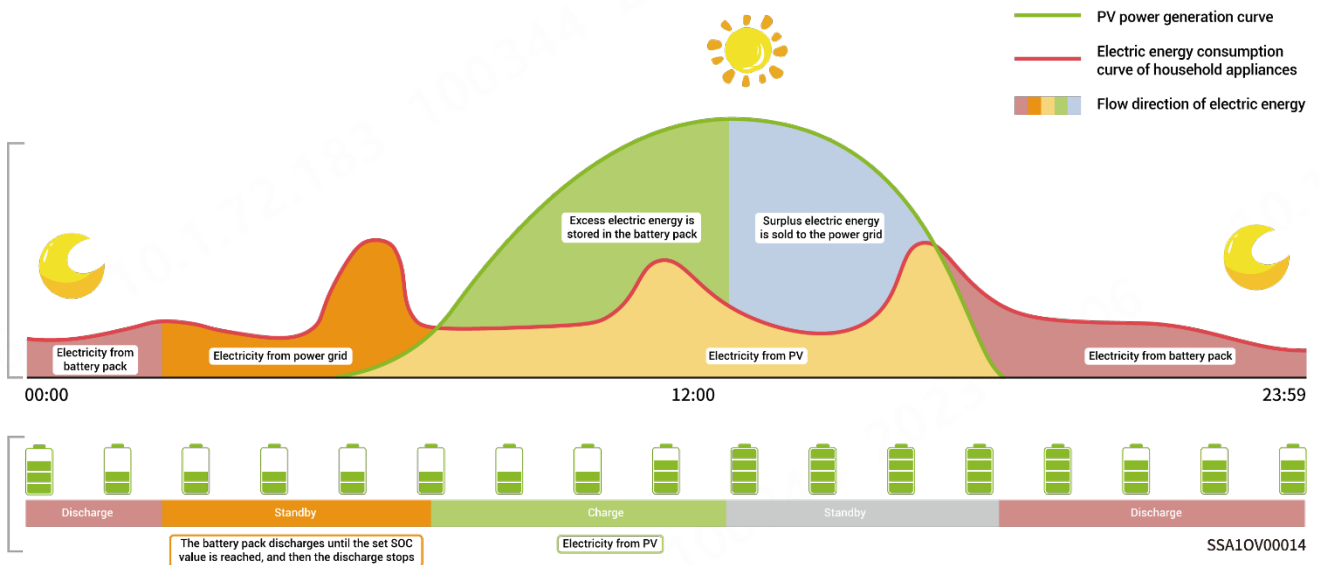 PV power generation curve
Electric energy consumption
curve of household appliances
Flow direction of electric energy
Excess electric energy is
stored in the battery pack
Surplus electric energy
is sold to the power grid
Electricity from
battery pack
Electricity from power grid
Electricity from PV
Electricity from battery pack
00:00
12:00
23:59
Discharge
Standby
Charge
Standby
Discharge
The battery pack discharges until the set SOC
value is reached, and then the discharge stops
Electricity from PV
SSA1OV00014